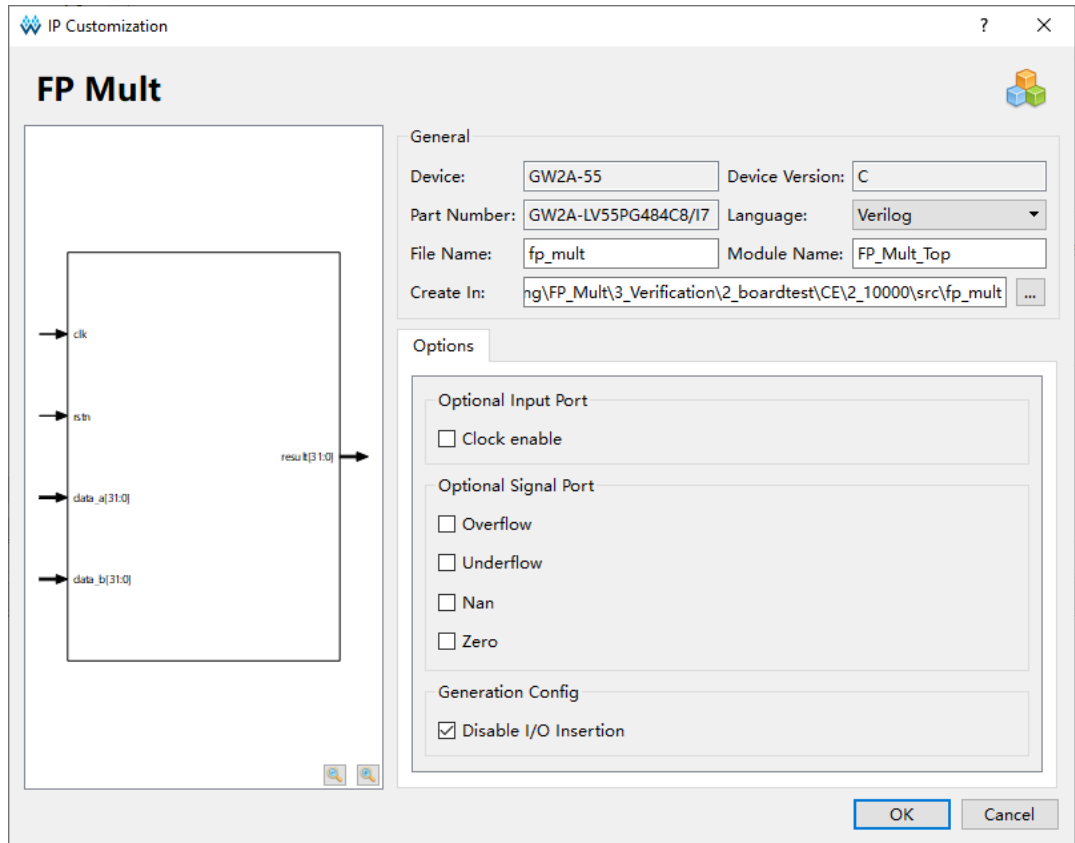 IP Customization
?
FP Mult
General
Device: GW2A-55 Device Version: C
Part Number: GW2A-LV55PG484C8/I7 Language: Verilog
File Name: fp_mult Module Name: FP_Mult_Top
Create In: ng\FP_Mult\3_Verification\2_boardtest\CE\2_10000\src\fp_mult ...
Options
Optional Input Port
Clock enable
Optional Signal Port
Overflow
Underflow
Nan
Zero
Generation Config
Disable I/O Insertion
clk
rstn
result[31:0]
data_a[31:0]
data_b[31:0]
OK Cancel